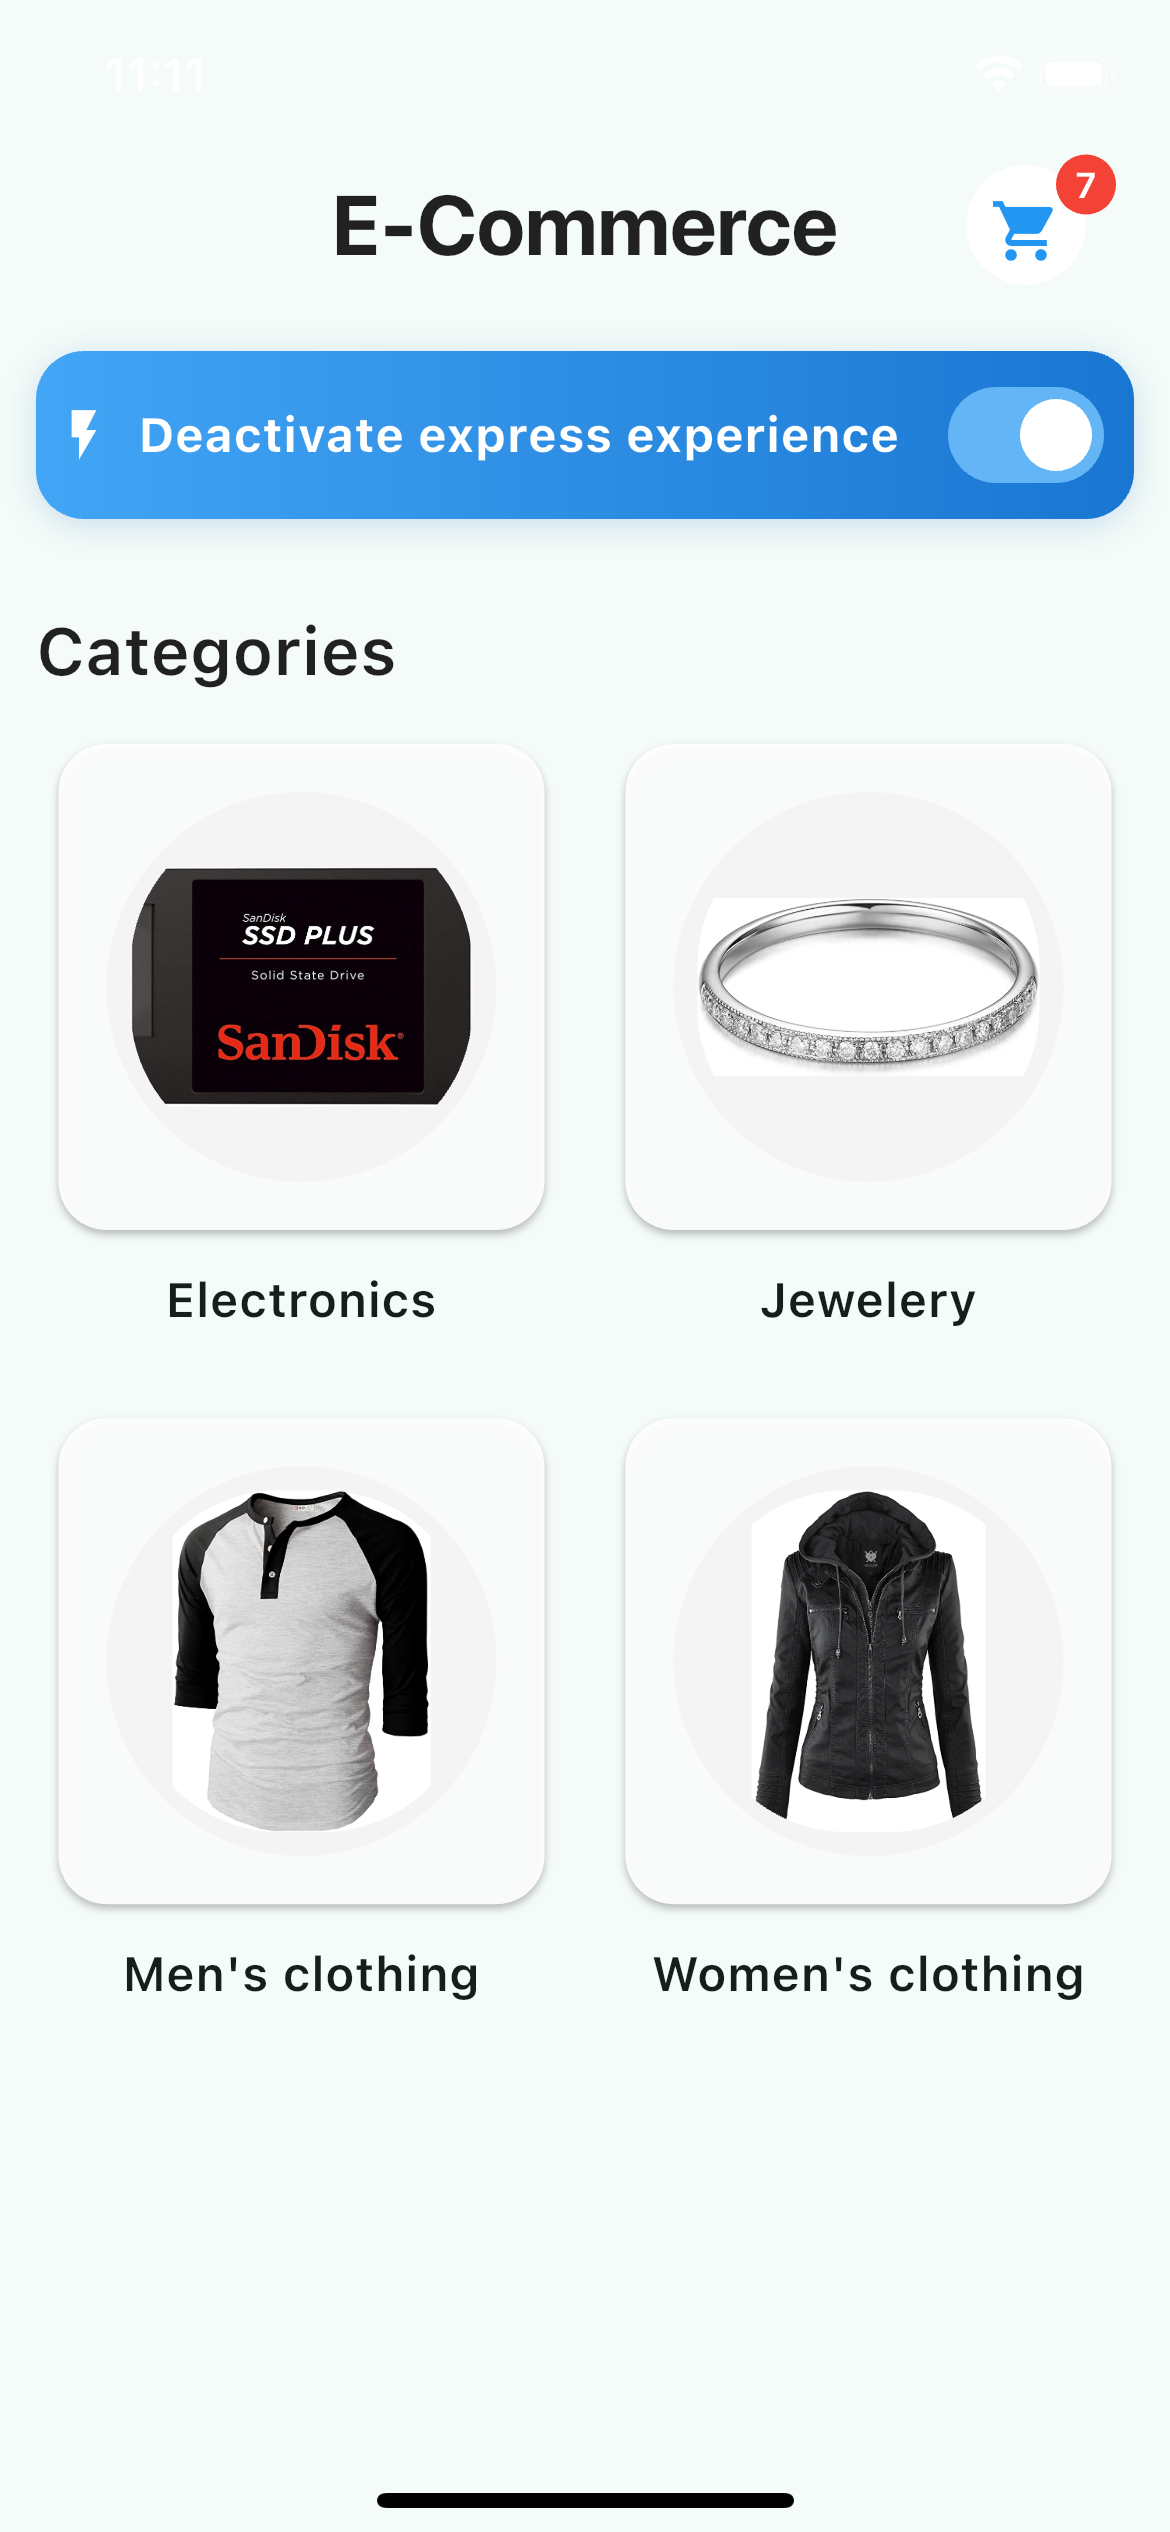 11:11
E-Commerce
7
Deactivate express experience
Categories
SanDisk
SSD PLUS
Solid State Drive
SanDisk®
Electronics
Jewelery
Men's clothing
Women's clothing